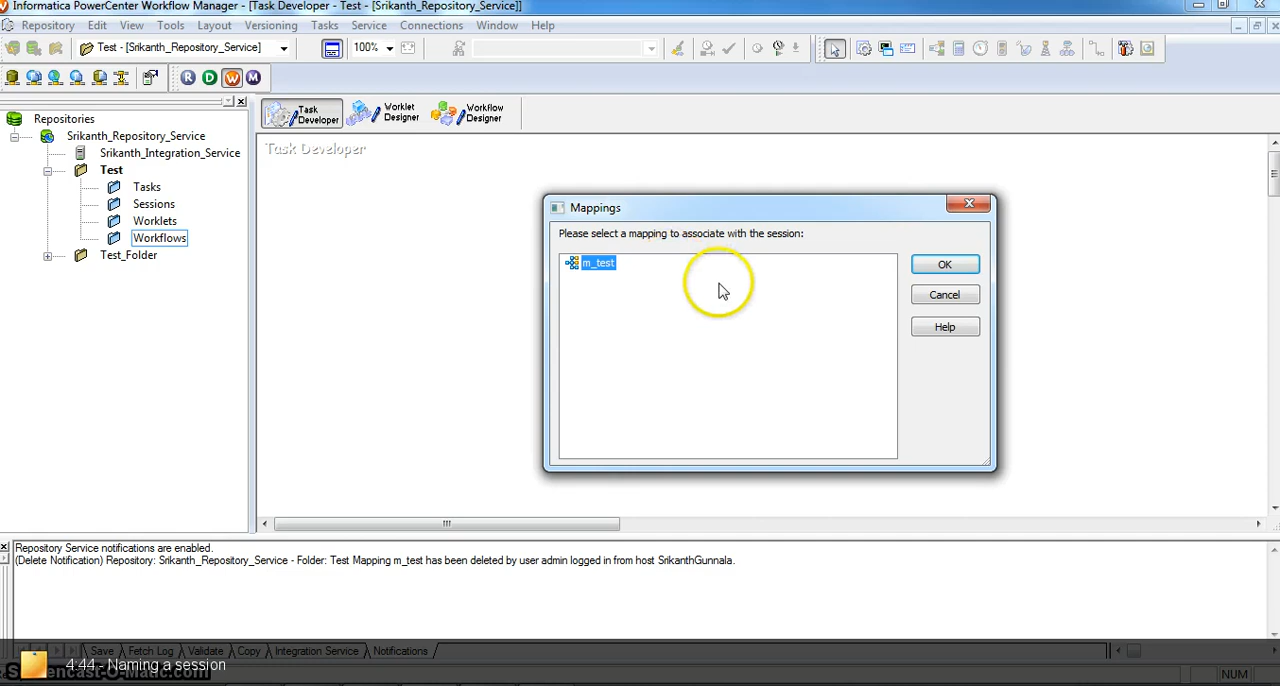 Informatica PowerCenter Workflow Manager - [Task Developer - Test - [Srikanth_Repository_Service]]
Repository Edit View Tools Layout Versioning Tasks Service Connections Window Help
Test - [Srikanth_Repository_Service] 100%
R D W M
Repositories
Srikanth_Repository_Service
Srikanth_Integration_Service
Test
Tasks
Sessions
Worklets
Workflows
Test_Folder
Task Developer
Worklet Designer
Workflow Designer
Task Developer
Mappings
Please select a mapping to associate with the session:
m_test
OK
Cancel
Help
Repository Service notifications are enabled.
(Delete Notification) Repository: Srikanth_Repository_Service - Folder: Test Mapping m_test has been deleted by user admin logged in from host SrikanthGunnala.
Save Fetch Log Validate Copy Integration Service Notifications
4:44 - Naming a session
Screencast-O-Matic.com
NUM